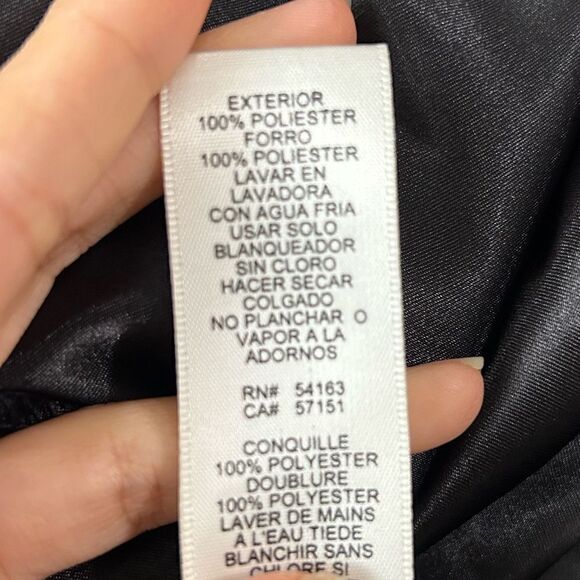 EXTERIOR
100% POLIESTER
FORRO
100% POLIESTER
LAVAR EN
LAVADORA
CON AGUA FRIA
USAR SOLO
BLANQUEADOR
SIN CLORO
HACER SECAR
COLGADO
NO PLANCHAR O
VAPOR A LA
ADORNOS
RN# 54163
CA# 57151
CONQUILLE
100% POLYESTER
DOUBLURE
100% POLYESTER
LAVER DE MAINS
A L'EAU TIEDE
BLANCHIR SANS
CHLORE SI